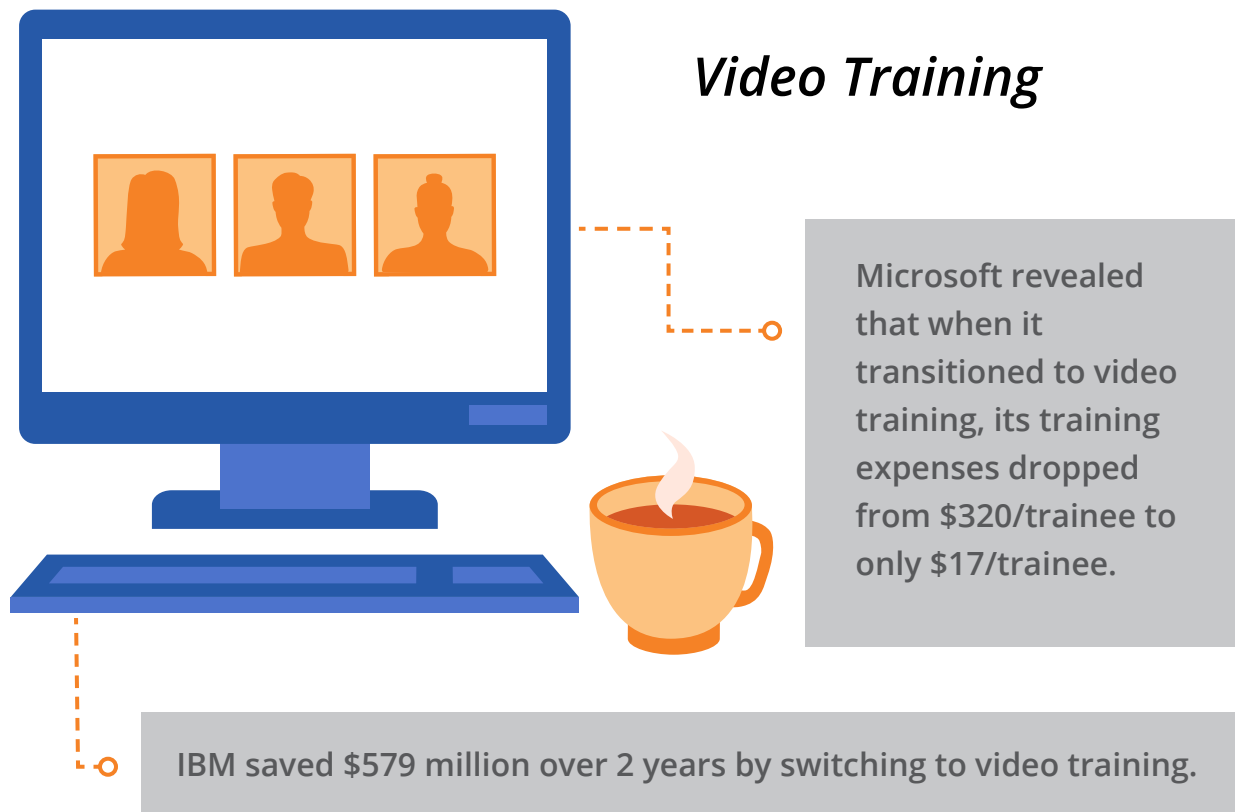 Video Training
Microsoft revealed
that when it
transitioned to video
training, its training
expenses dropped
from $320/trainee to
only $17/trainee.
IBM saved $579 million over 2 years by switching to video training.